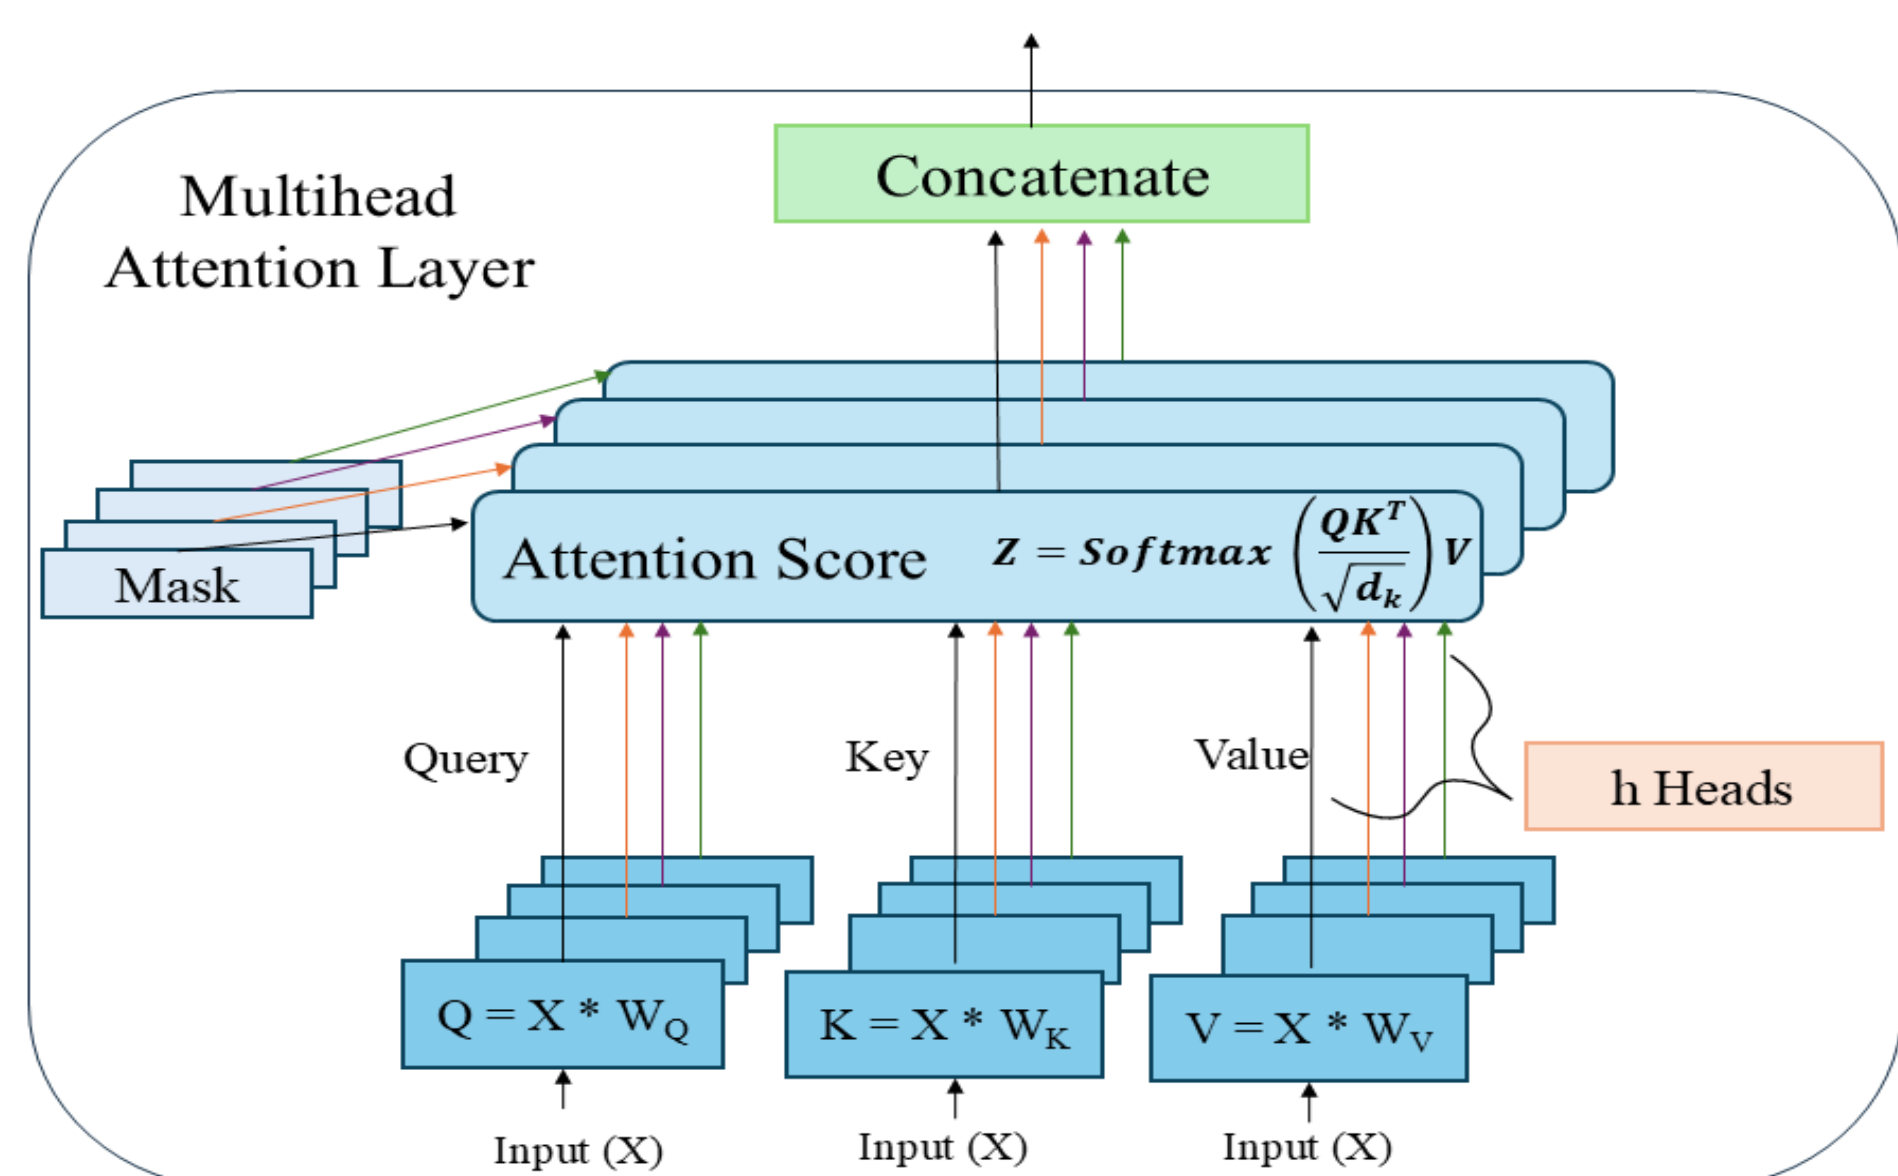 Concatenate
Multihead
Attention Layer
Mask
Attention Score Z = Softmax (QK^T / √d_k) V
Query
Key
Value
h Heads
Q = X * W_Q
K = X * W_K
V = X * W_V
Input (X)
Input (X)
Input (X)